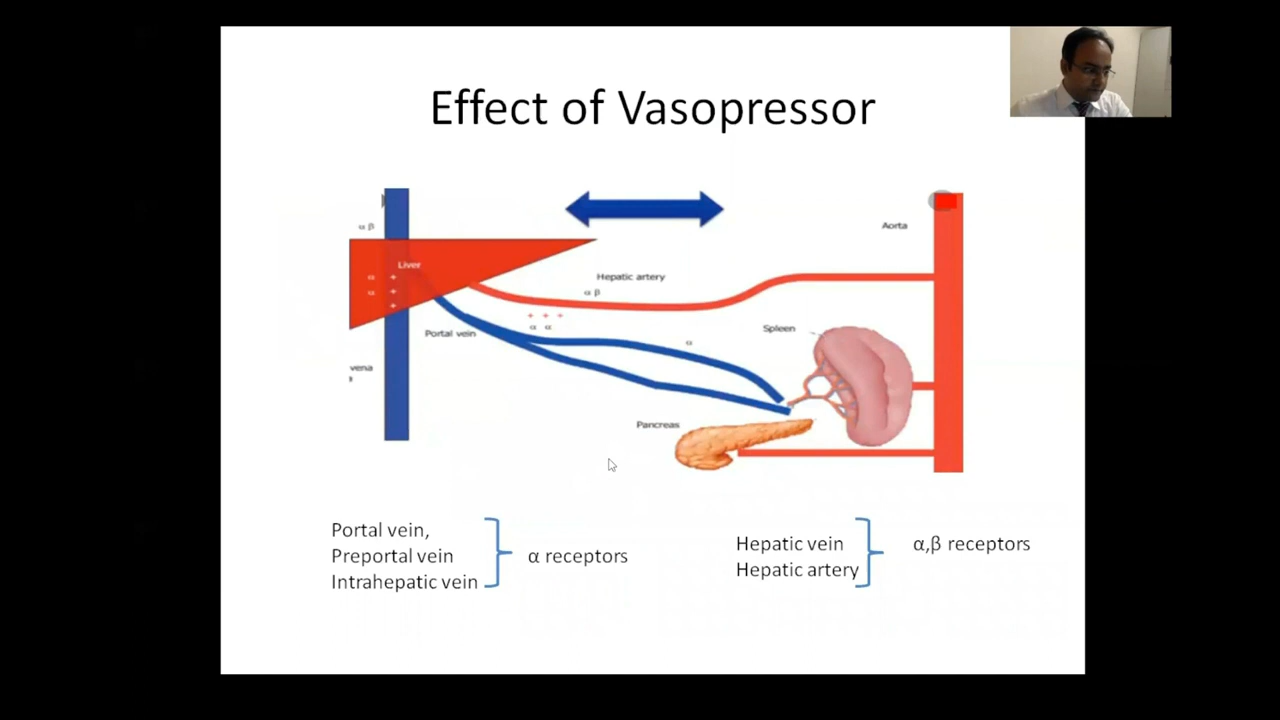 Effect of Vasopressor
α β
Aorta
Liver
α +
α +
+
Hepatic artery
α β
+ + +
α α
Portal vein
α
Spleen
vena
Pancreas
Portal vein,
Preportal vein
Intrahepatic vein
α receptors
Hepatic vein
Hepatic artery
α,β receptors